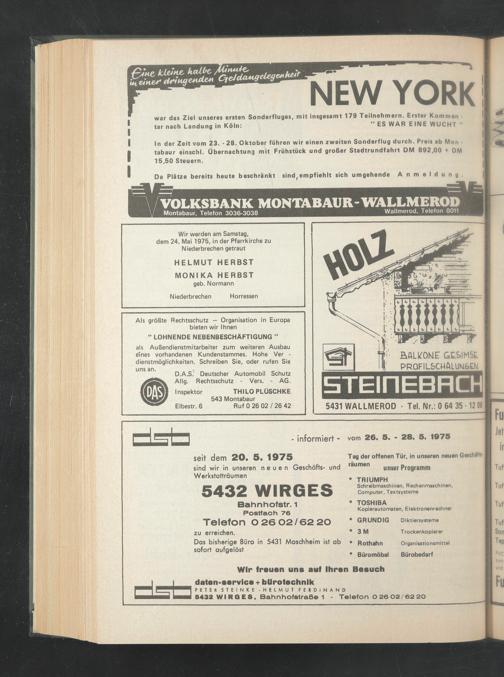 Eine kleine halbe Minute
in einer dringenden Geldangelegenheit
NEW YORK
war das Ziel unseres ersten Sonderfluges, mit insgesamt 179 Teilnehmern. Erster Kommen -
tar nach Landung in Köln: " ES WAR EINE WUCHT "
In der Zeit vom 23. - 28. Oktober führen wir einen zweiten Sonderflug durch. Preis ab Mon -
tabaur einschl. Übernachtung mit Frühstück und großer Stadtrundfahrt DM 892,00 + DM
15,50 Steuern.
Da Plätze bereits heute beschränkt sind, empfiehlt sich umgehende Anmeldung.
VOLKSBANK MONTABAUR-WALLMEROD
Montabaur, Telefon 3036-3038 Wallmerod, Telefon 6011
Wir werden am Samstag,
dem 24. Mai 1975, in der Pfarrkirche zu
Niederbrechen getraut
HELMUT HERBST
MONIKA HERBST
geb. Normann
Niederbrechen Horressen
HOLZ
BALKONE GESIMSE
PROFILSCHALUNGEN
STEINEBACH
5431 WALLMEROD - Tel. Nr.: 0 64 35 - 12
Als größte Rechtsschutz - Organisation in Europa
bieten wir Ihnen
" LOHNENDE NEBENBESCHÄFTIGUNG "
als Außendienstmitarbeiter zum weiteren Ausbau
eines vorhandenen Kundenstammes. Hohe Ver -
dienstmöglichkeiten. Schreiben Sie, oder rufen Sie
uns an.
DAS
D.A.S. Deutscher Automobil Schutz
Allg. Rechtsschutz - Vers. - AG.
Inspektor THILO PLÜSCHKE
543 Montabaur
Elbestr. 6 Ruf 0 26 02 / 26 42
dsb - informiert - vom 26. 5. - 28. 5. 1975
seit dem 20. 5. 1975
sind wir in unseren neuen Geschäfts- und
Werkstatträumen
5432 WIRGES
Bahnhofstr. 1
Postfach 76
Telefon 0 26 02 / 62 20
zu erreichen.
Das bisherige Büro in 5431 Moschheim ist ab
sofort aufgelöst
Tag der offenen Tür, in unseren neuen Geschäfts
räumen unser Programm
* TRIUMPH
Schreibmaschinen, Rechenmaschinen,
Computer, Textsysteme
* TOSHIBA
Kopierautomaten, Elektronenrechner
* GRUNDIG Diktiersysteme
* 3 M Trockenkopierer
* Rothahn Organisationsmittel
* Büromöbel Bürobedarf
Wir freuen uns auf Ihren Besuch
dsb
daten-service + bürotechnik
PETER STEINKE - HELMUT FERDINAND
5432 WIRGES, Bahnhofstraße 1 - Telefon 0 26 02 / 62 20